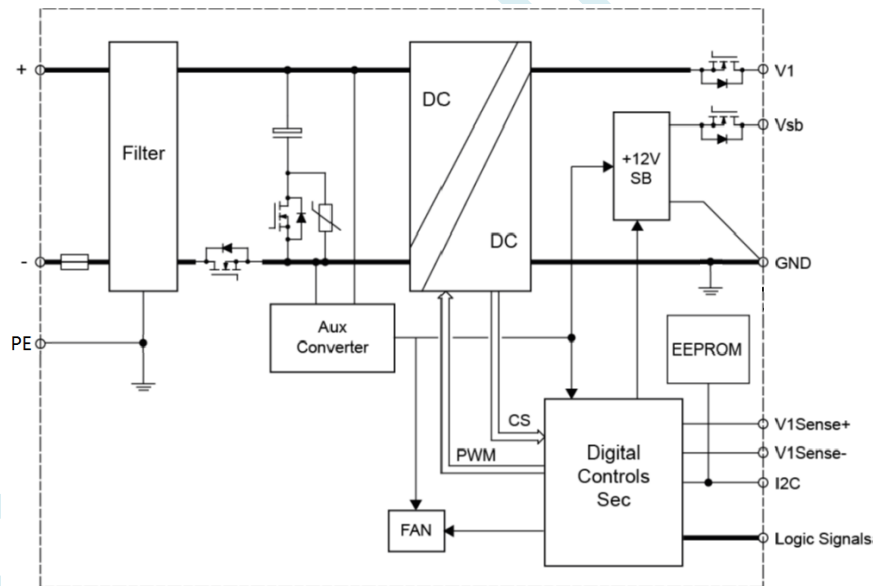 +
V1
DC
Vsb
Filter
+12V
SB
DC
-
GND
Aux
Converter
PE
EEPROM
CS
V1Sense+
PWM
Digital
Controls
Sec
V1Sense-
I2C
FAN
Logic Signals